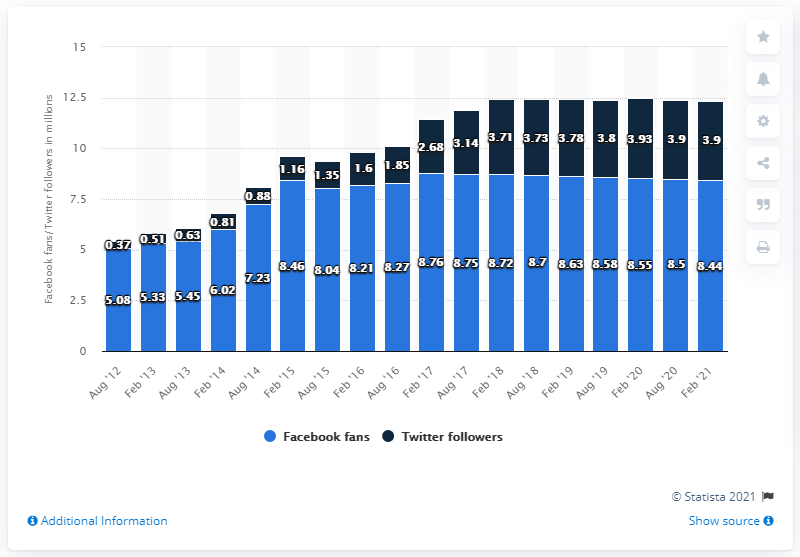 Facebook fans/Twitter followers in millions
15
12.5
10
7.5
5
2.5
0
0.37 0.51 0.63 0.81 0.88 1.16 1.35 1.6 1.85 2.68 3.14 3.71 3.73 3.78 3.8 3.93 3.9 3.9
5.08 5.33 5.45 6.02 7.23 8.46 8.04 8.21 8.27 8.76 8.75 8.72 8.7 8.63 8.58 8.55 8.5 8.44
Aug '12 Feb '13 Aug '13 Feb '14 Aug '14 Feb '15 Aug '15 Feb '16 Aug '16 Feb '17 Aug '17 Feb '18 Aug '18 Feb '19 Aug '19 Feb '20 Aug '20 Feb '21
Facebook fans Twitter followers
© Statista 2021
Additional Information Show source